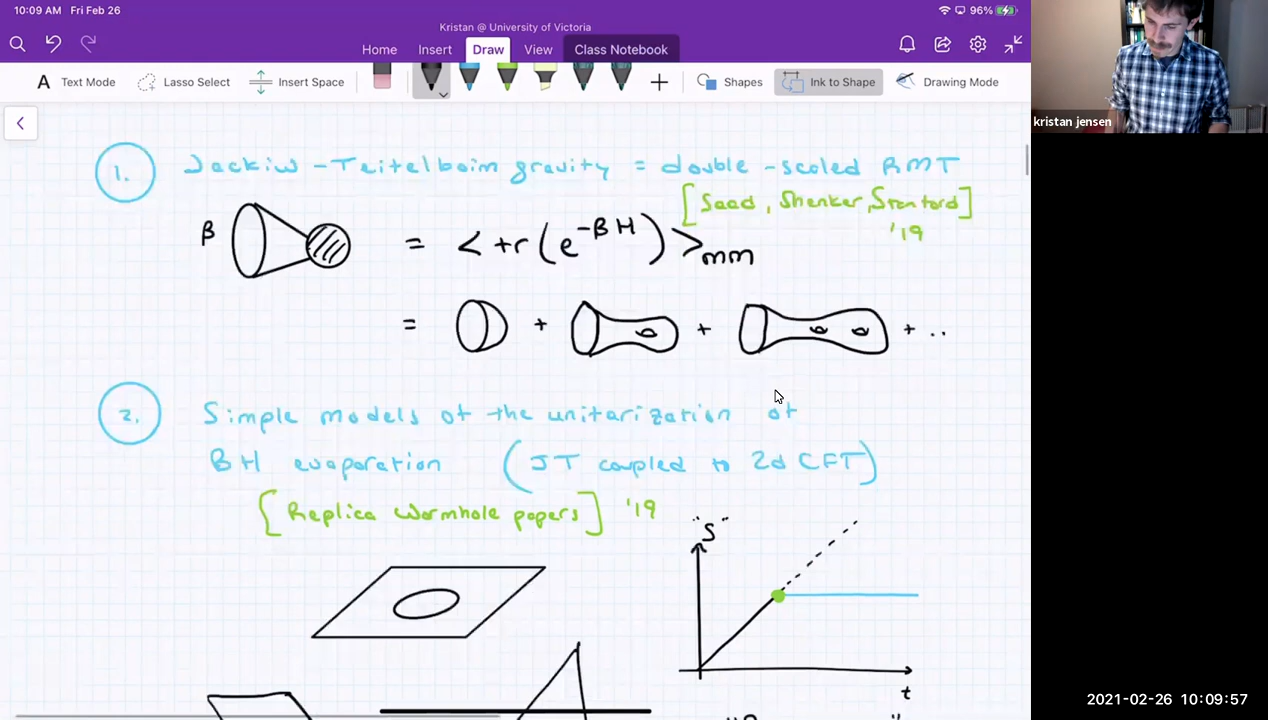 10:09 AM Fri Feb 26
96%
Kristan @ University of Victoria
Home Insert Draw View Class Notebook
A Text Mode Lasso Select Insert Space Shapes Ink to Shape Drawing Mode
kristan jensen
1. Jackiw-Teitelboim gravity = double-scaled RMT
[Saad, Shenker, Stanford]
'19
β = < tr(e^{-βH}) >_{mm}
= + + + ..
2. Simple models of the unitarization of
BH evaporation (JT coupled to 2d CFT)
[Replica Wormhole papers] '19
"S"
t
2021-02-26 10:09:57